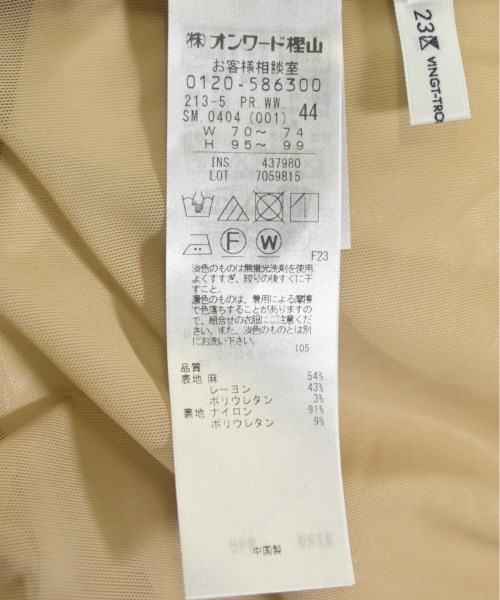 ㈱オンワード樫山
お客様相談室
0120-586300
213-5 PR.WW.
SM.0404 (001) 44
W 70～ 74
H 95～ 99
INS. 437980
LOT 7059815
F
W
F23
淡色のものは無蛍光洗剤を使用
よくすすぎ、絞りの後すぐに干
すこと。
濃色のものは、着用による摩擦
で色落ちすることがありますの
で、組合せの衣服にご注意くだ
さい。また、淡色のものとは別
にお洗い下さい。
105
品質
表地 麻 54%
レーヨン 43%
ポリウレタン 3%
裏地 ナイロン 91%
ポリウレタン 9%
中国製
23区
VINGT-TROI